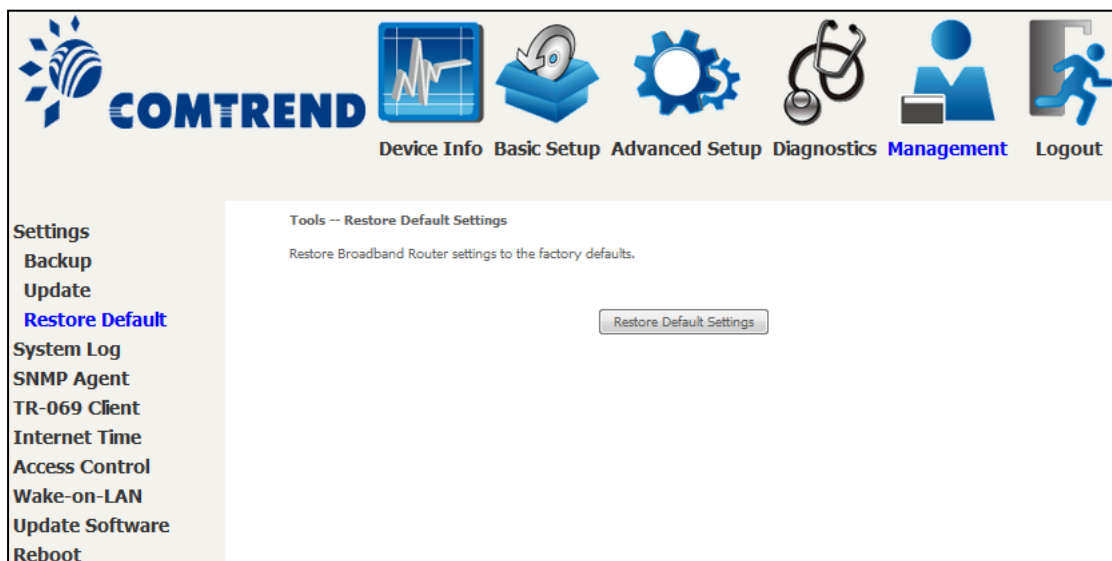 COMTREND
Device Info Basic Setup Advanced Setup Diagnostics Management Logout
Settings
Backup
Update
Restore Default
System Log
SNMP Agent
TR-069 Client
Internet Time
Access Control
Wake-on-LAN
Update Software
Reboot
Tools -- Restore Default Settings
Restore Broadband Router settings to the factory defaults.
Restore Default Settings